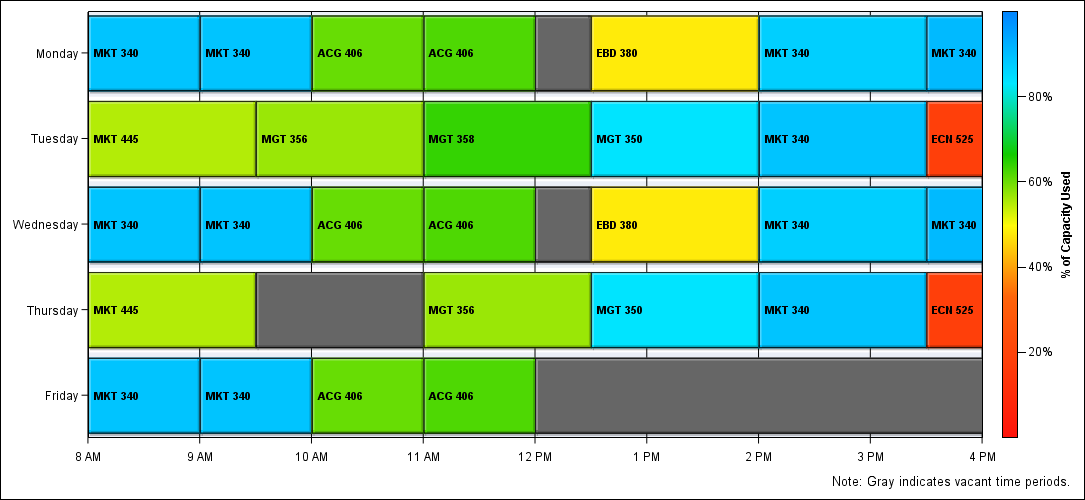 Monday MKT 340 MKT 340 ACG 406 ACG 406 EBD 380 MKT 340 MKT 340
Tuesday MKT 445 MGT 356 MGT 358 MGT 350 MKT 340 ECN 525
Wednesday MKT 340 MKT 340 ACG 406 ACG 406 EBD 380 MKT 340 MKT 340
Thursday MKT 445 MGT 356 MGT 350 MKT 340 ECN 525
Friday MKT 340 MKT 340 ACG 406 ACG 406
8 AM 9 AM 10 AM 11 AM 12 PM 1 PM 2 PM 3 PM 4 PM
80%
60%
40%
20%
% of Capacity Used
Note: Gray indicates vacant time periods.